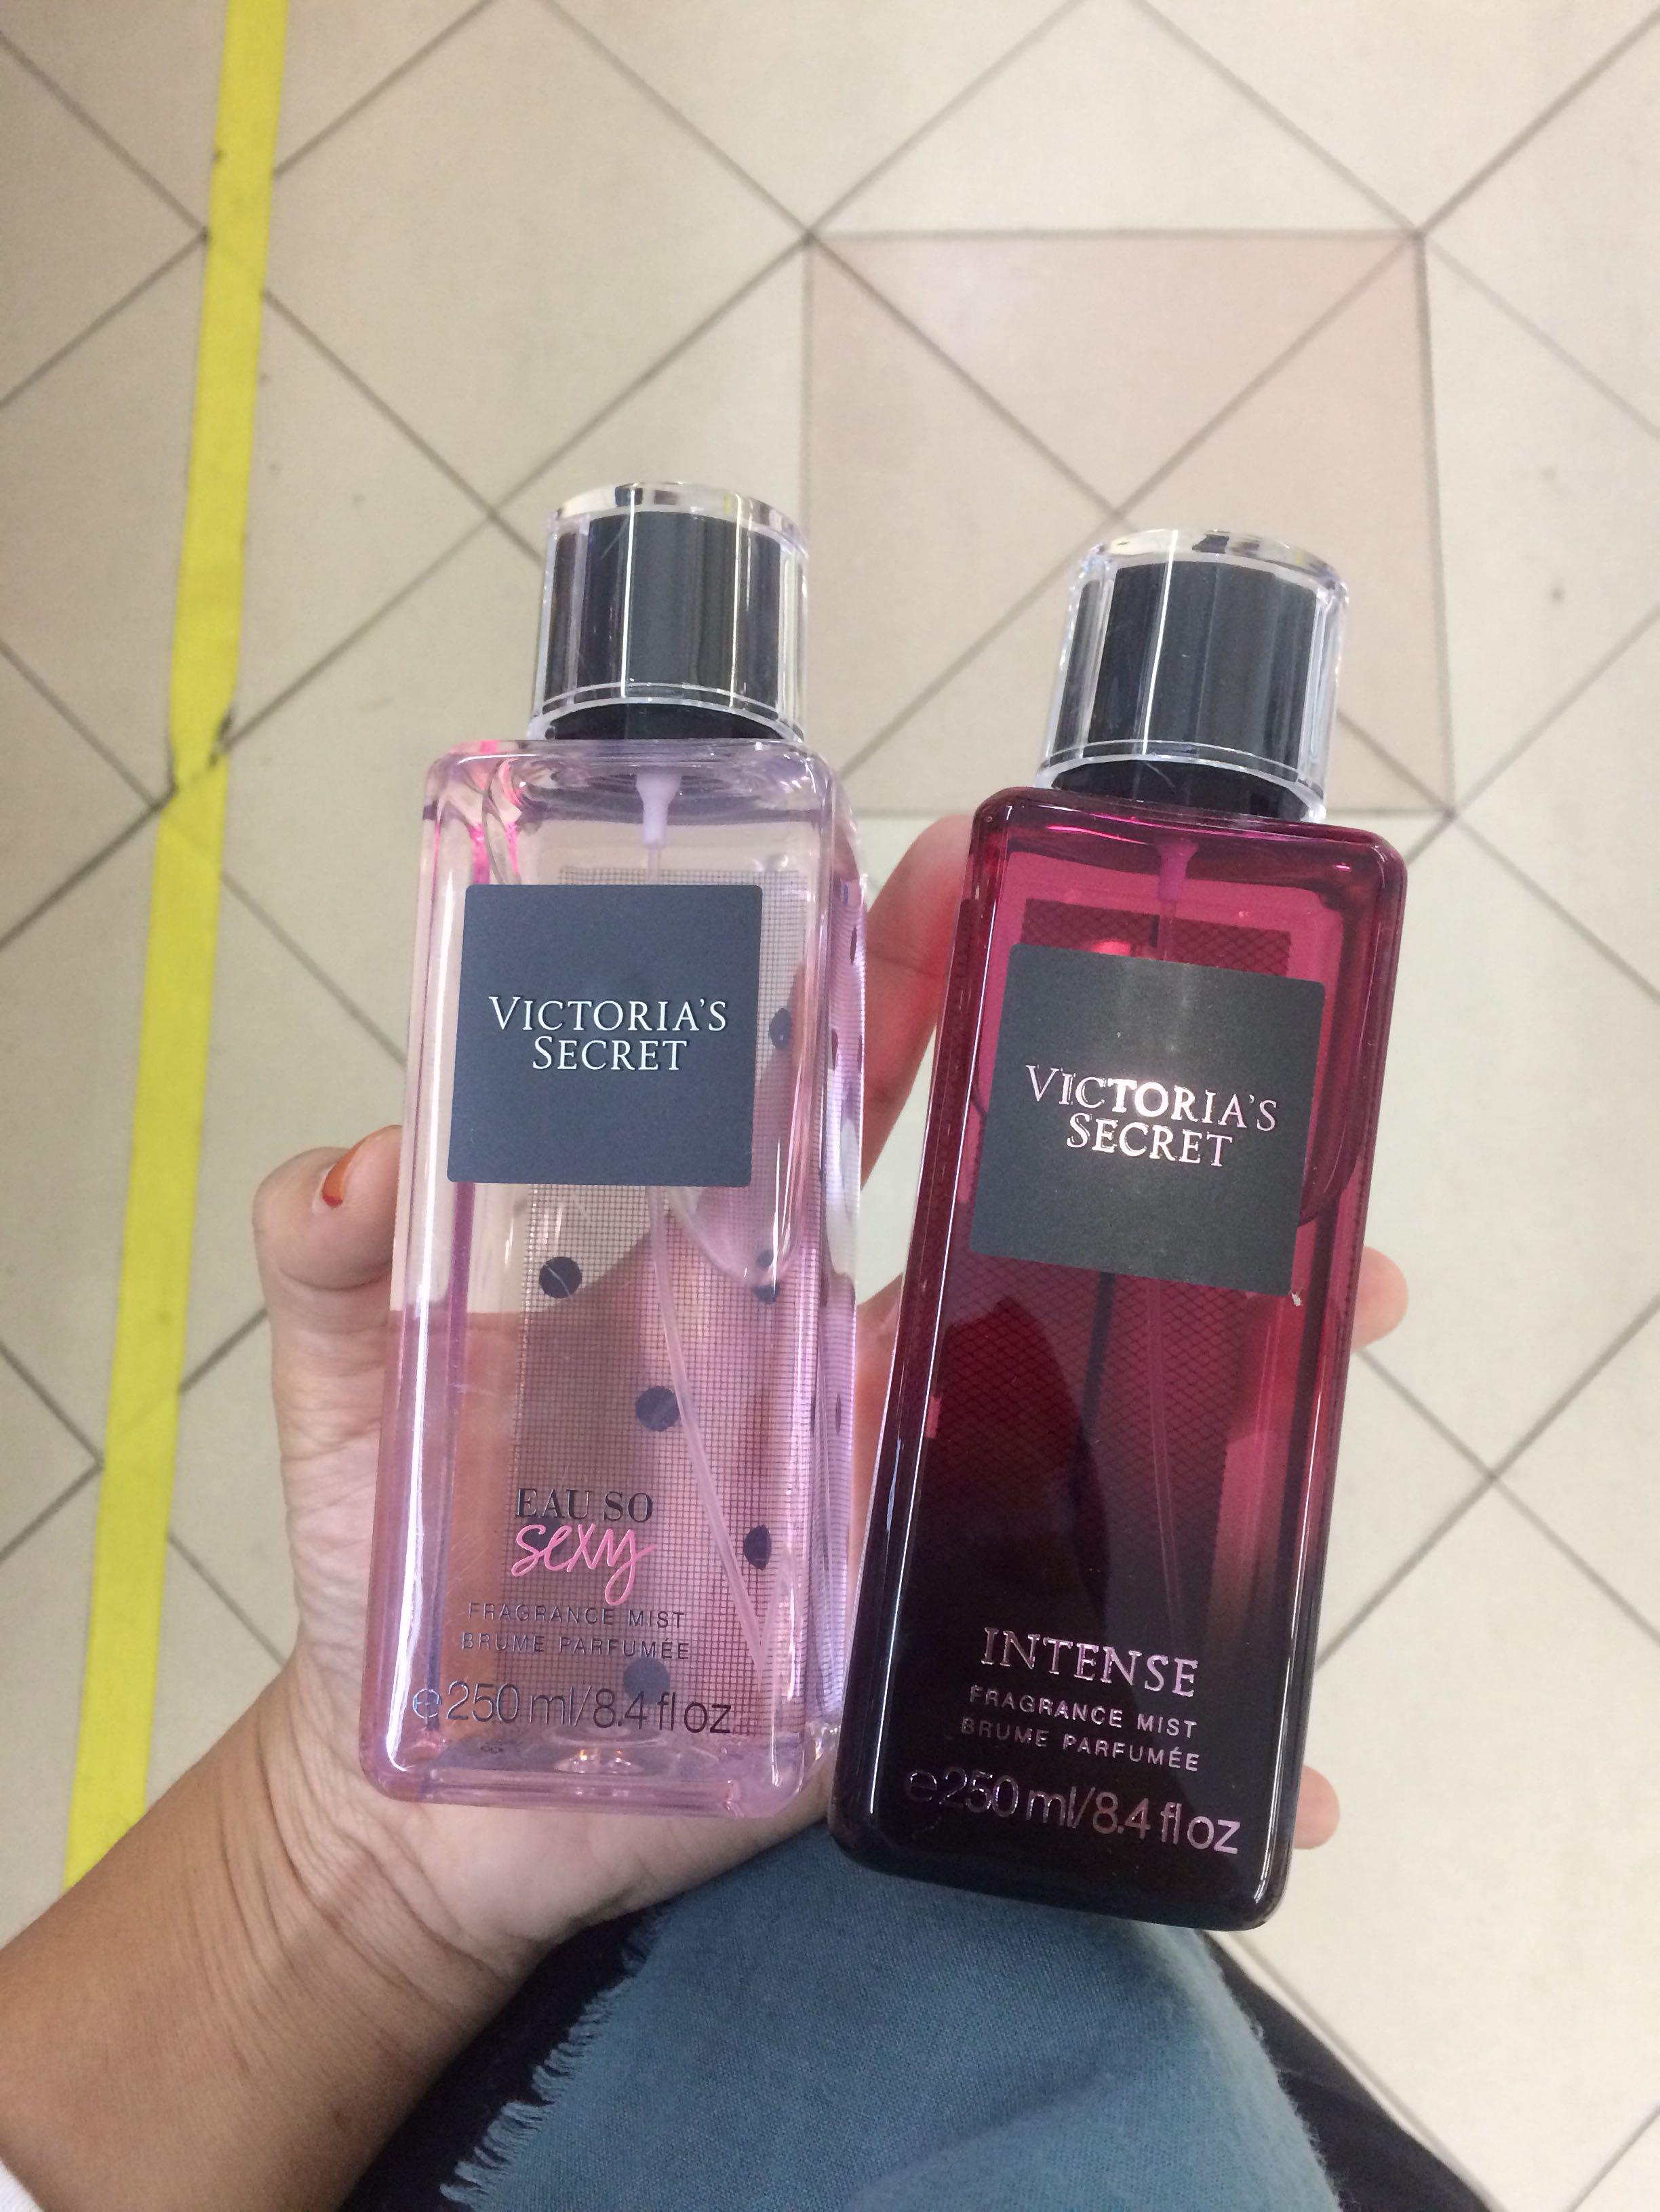 VICTORIA'S
SECRET
EAU SO
sexy
FRAGRANCE MIST
BRUME PARFUMÉE
℮250 ml/8.4 fl oz
VICTORIA'S
SECRET
INTENSE
FRAGRANCE MIST
BRUME PARFUMÉE
℮250 ml/8.4 fl oz